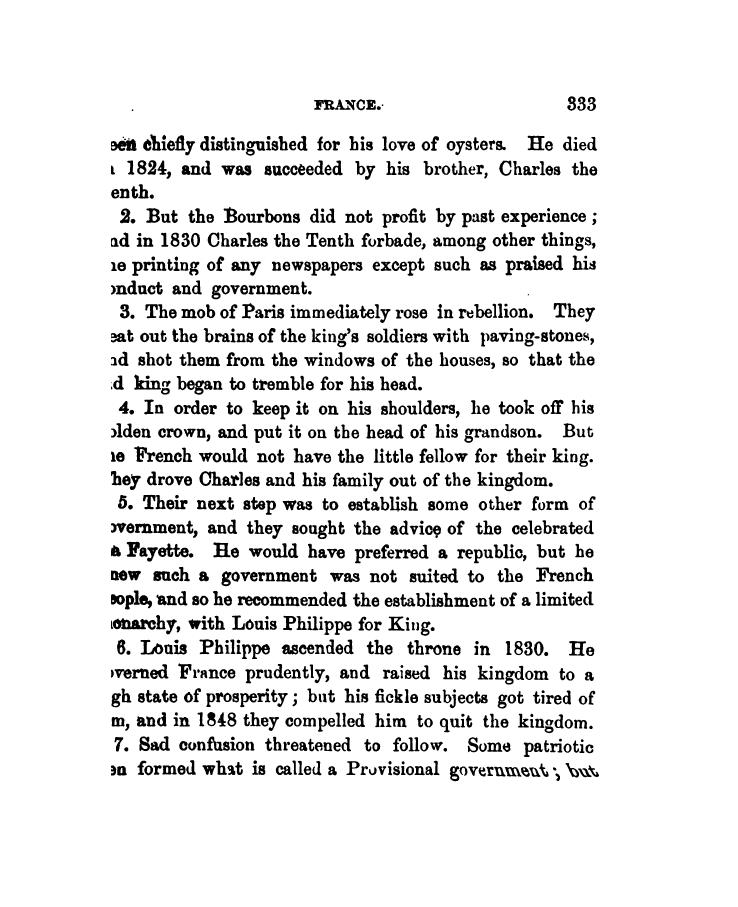 FRANCE. 333
een chiefly distinguished for his love of oysters. He died
1824, and was succeeded by his brother, Charles the
enth.
2. But the Bourbons did not profit by past experience;
nd in 1830 Charles the Tenth forbade, among other things,
he printing of any newspapers except such as praised his
onduct and government.
3. The mob of Paris immediately rose in rebellion. They
eat out the brains of the king's soldiers with paving-stones,
nd shot them from the windows of the houses, so that the
d king began to tremble for his head.
4. In order to keep it on his shoulders, he took off his
olden crown, and put it on the head of his grandson. But
he French would not have the little fellow for their king.
hey drove Charles and his family out of the kingdom.
5. Their next step was to establish some other form of
overnment, and they sought the advice of the celebrated
a Fayette. He would have preferred a republic, but he
new such a government was not suited to the French
eople, and so he recommended the establishment of a limited
onarchy, with Louis Philippe for King.
6. Louis Philippe ascended the throne in 1830. He
verned France prudently, and raised his kingdom to a
gh state of prosperity; but his fickle subjects got tired of
m, and in 1848 they compelled him to quit the kingdom.
7. Sad confusion threatened to follow. Some patriotic
en formed what is called a Provisional government; but